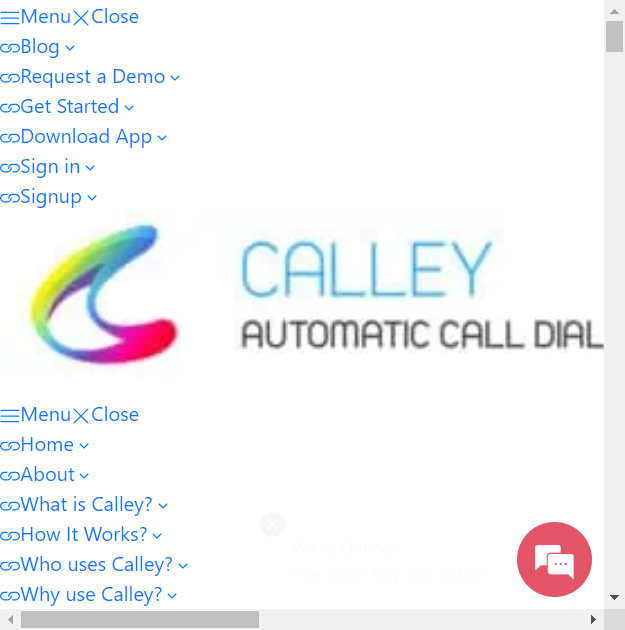 Menu Close
Blog
Request a Demo
Get Started
Download App
Sign in
Signup
CALLEY
AUTOMATIC CALL DIAL
Menu Close
Home
About
What is Calley?
How It Works?
Who uses Calley?
Why use Calley?